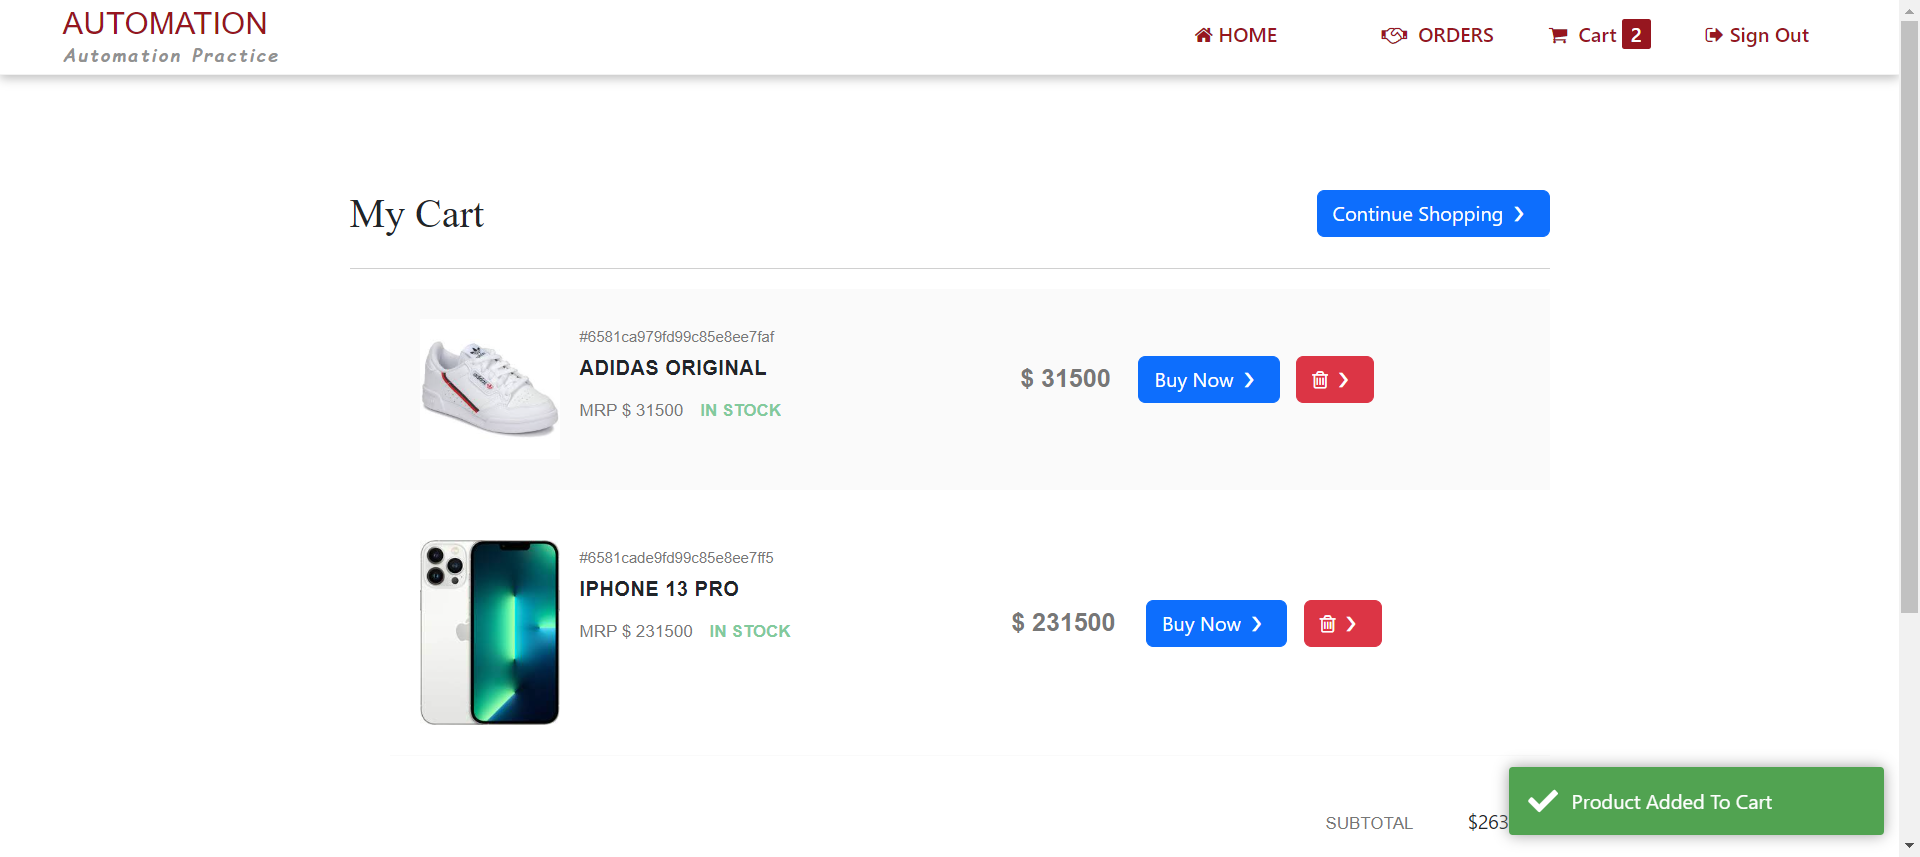 AUTOMATION
Automation Practice
HOME
ORDERS
Cart 2
Sign Out
My Cart
Continue Shopping
#6581ca979fd99c85e8ee7faf
ADIDAS ORIGINAL
MRP $ 31500 IN STOCK
$ 31500
Buy Now
#6581cade9fd99c85e8ee7ff5
IPHONE 13 PRO
MRP $ 231500 IN STOCK
$ 231500
Buy Now
SUBTOTAL $263
Product Added To Cart